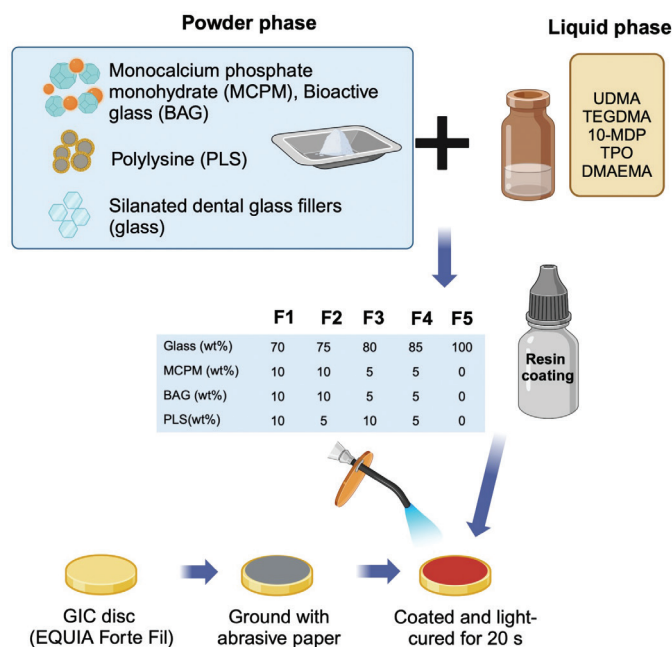 Powder phase
Liquid phase
Monocalcium phosphate
monohydrate (MCPM), Bioactive
glass (BAG)
Polylysine (PLS)
Silanated dental glass fillers
(glass)
UDMA
TEGDMA
10-MDP
TPO
DMAEMA
F1 F2 F3 F4 F5
Glass (wt%) 70 75 80 85 100
MCPM (wt%) 10 10 5 5 0
BAG (wt%) 10 10 5 5 0
PLS(wt%) 10 5 10 5 0
Resin
coating
GIC disc
(EQUIA Forte Fil)
Ground with
abrasive paper
Coated and light-
cured for 20 s